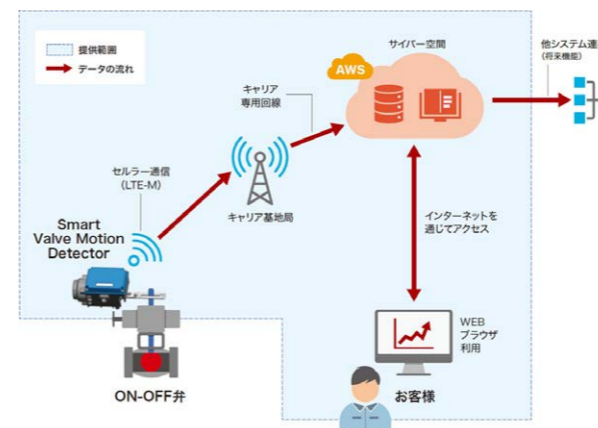 提供範囲
データの流れ
サイバー空間
AWS
他システム連
(将来機能)
キャリア
専用回線
セルラー通信
(LTE-M)
キャリア基地局
Smart
Valve Motion
Detector
インターネットを
通じてアクセス
WEB
ブラウザ
利用
ON-OFF弁
お客様